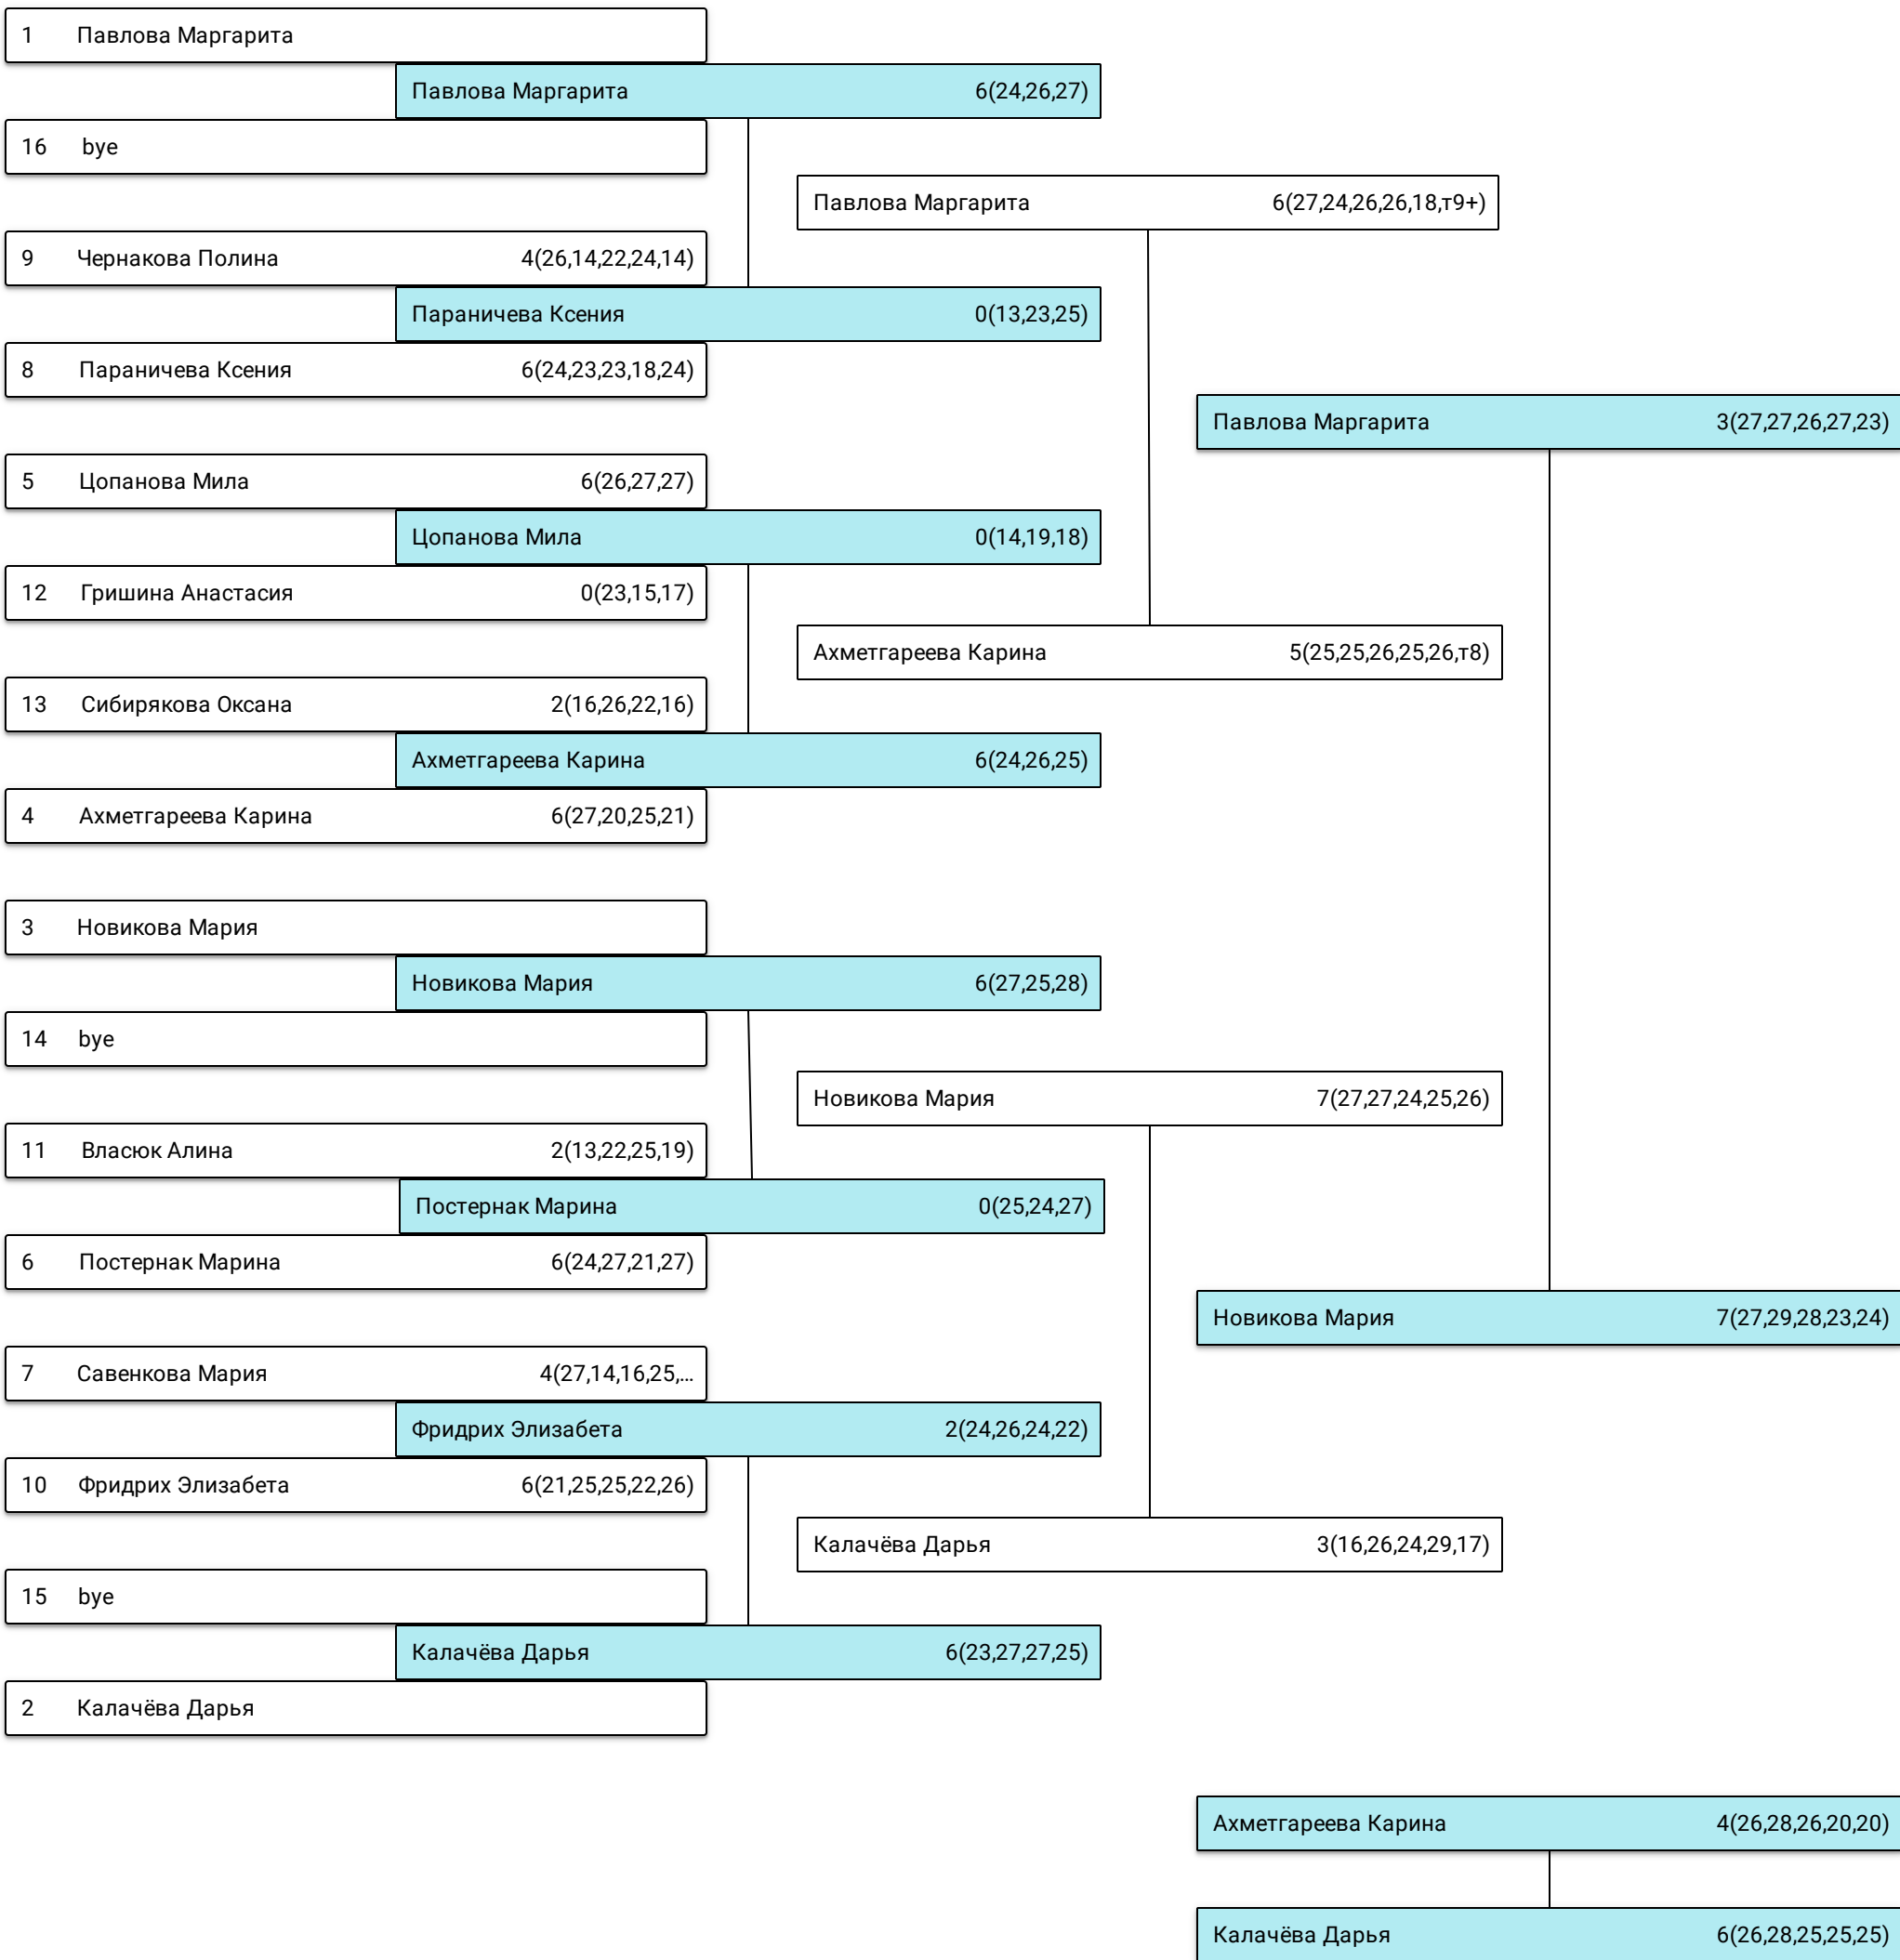 1 Павлова Маргарита
Павлова Маргарита 6(24,26,27)
16 bye
Павлова Маргарита 6(27,24,26,26,18,т9+)
9 Чернакова Полина 4(26,14,22,24,14)
Параничева Ксения 0(13,23,25)
8 Параничева Ксения 6(24,23,23,18,24)
Павлова Маргарита 3(27,27,26,27,23)
5 Цопанова Мила 6(26,27,27)
Цопанова Мила 0(14,19,18)
12 Гришина Анастасия 0(23,15,17)
Ахметгареева Карина 5(25,25,26,25,26,т8)
13 Сибирякова Оксана 2(16,26,22,16)
Ахметгареева Карина 6(24,26,25)
4 Ахметгареева Карина 6(27,20,25,21)
3 Новикова Мария
Новикова Мария 6(27,25,28)
14 bye
Новикова Мария 7(27,27,24,25,26)
11 Власюк Алина 2(13,22,25,19)
Постернак Марина 0(25,24,27)
6 Постернак Марина 6(24,27,21,27)
Новикова Мария 7(27,29,28,23,24)
7 Савенкова Мария 4(27,14,16,25,...
Фридрих Элизабета 2(24,26,24,22)
10 Фридрих Элизабета 6(21,25,25,22,26)
Калачёва Дарья 3(16,26,24,29,17)
15 bye
Калачёва Дарья 6(23,27,27,25)
2 Калачёва Дарья
Ахметгареева Карина 4(26,28,26,20,20)
Калачёва Дарья 6(26,28,25,25,25)